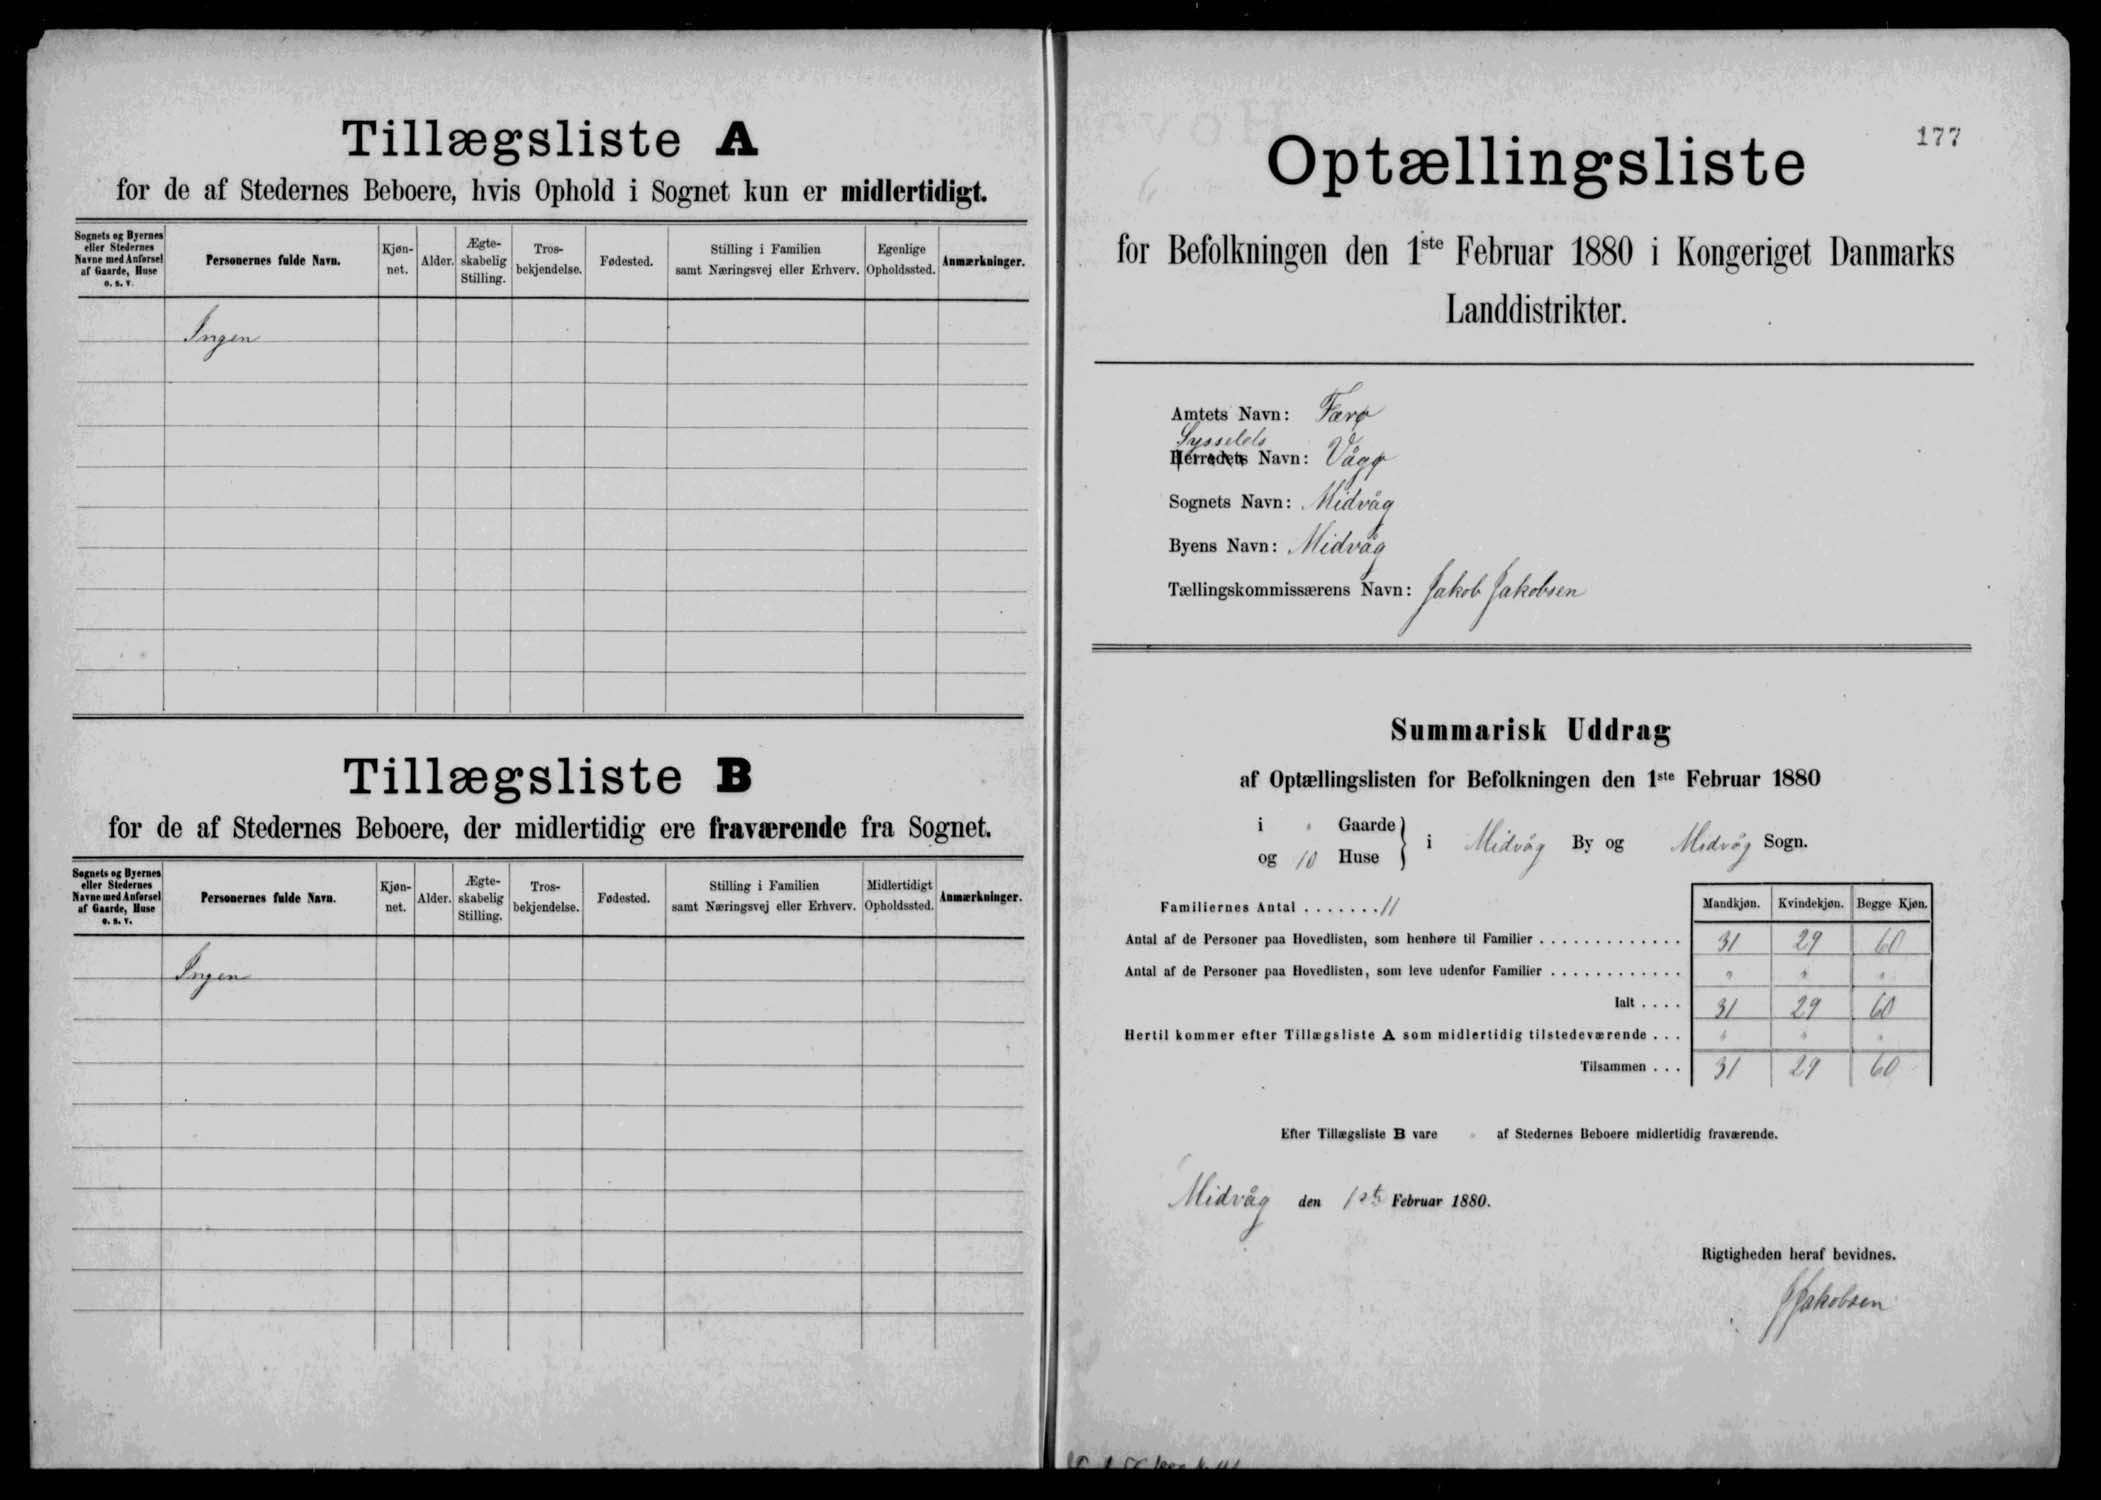 Tillægsliste A
for de af Stedernes Beboere, hvis Ophold i Sognet kun er midlertidigt.
Sognets og Byernes eller Stedernes Navne med Anførsel af Gaarde, Huse o. s. v.
Personernes fulde Navn.
Kjønnet.
Alder.
Ægteskabelig Stilling.
Trosbekjendelse.
Fødested.
Stilling i Familien samt Næringsvej eller Erhverv.
Egenlige Opholdssted.
Anmærkninger.
Ingen
Tillægsliste B
for de af Stedernes Beboere, der midlertidig ere fraværende fra Sognet.
Sognets og Byernes eller Stedernes Navne med Anførsel af Gaarde, Huse o. s. v.
Personernes fulde Navn.
Kjønnet.
Alder.
Ægteskabelig Stilling.
Trosbekjendelse.
Fødested.
Stilling i Familien samt Næringsvej eller Erhverv.
Midlertidigt Opholdssted.
Anmærkninger.
Ingen
177
Optællingsliste
for Befolkningen den 1ste Februar 1880 i Kongeriget Danmarks
Landdistrikter.
Amtets Navn: Færø
Sysselets
Herredets Navn: Vågø
Sognets Navn: Midvåg
Byens Navn: Midvåg
Tællingskommissærens Navn: Jakob Jakobsen
Summarisk Uddrag
af Optællingslisten for Befolkningen den 1ste Februar 1880
i " Gaarde
og 10 Huse } i Midvåg By og Midvåg Sogn.
Familiernes Antal . . . . . . . 11
Mandkjøn. Kvindekjøn. Begge Kjøn.
Antal af de Personer paa Hovedlisten, som henhøre til Familier . . . . . . . . . . . . . 31 29 60
Antal af de Personer paa Hovedlisten, som leve udenfor Familier . . . . . . . . . . . . " " "
Ialt . . . . 31 29 60
Hertil kommer efter Tillægsliste A som midlertidig tilstedeværende . . . " " "
Tilsammen . . . 31 29 60
Efter Tillægsliste B vare " af Stedernes Beboere midlertidig fraværende.
Midvåg den 1ste Februar 1880.
Rigtigheden heraf bevidnes.
JJakobsen